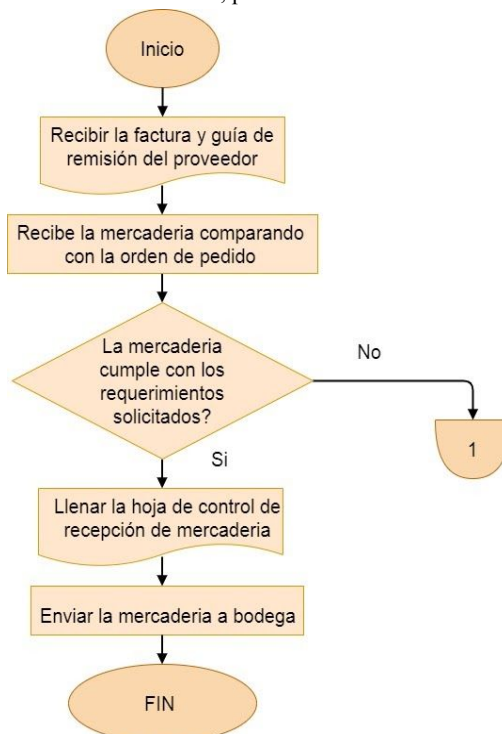 Inicio
Recibir la factura y guía de
remisión del proveedor
Recibe la mercaderia comparando
con la orden de pedido
La mercaderia
cumple con los
requerimientos
solicitados?
No
1
Si
Llenar la hoja de control de
recepción de mercaderia
Enviar la mercaderia a bodega
FIN